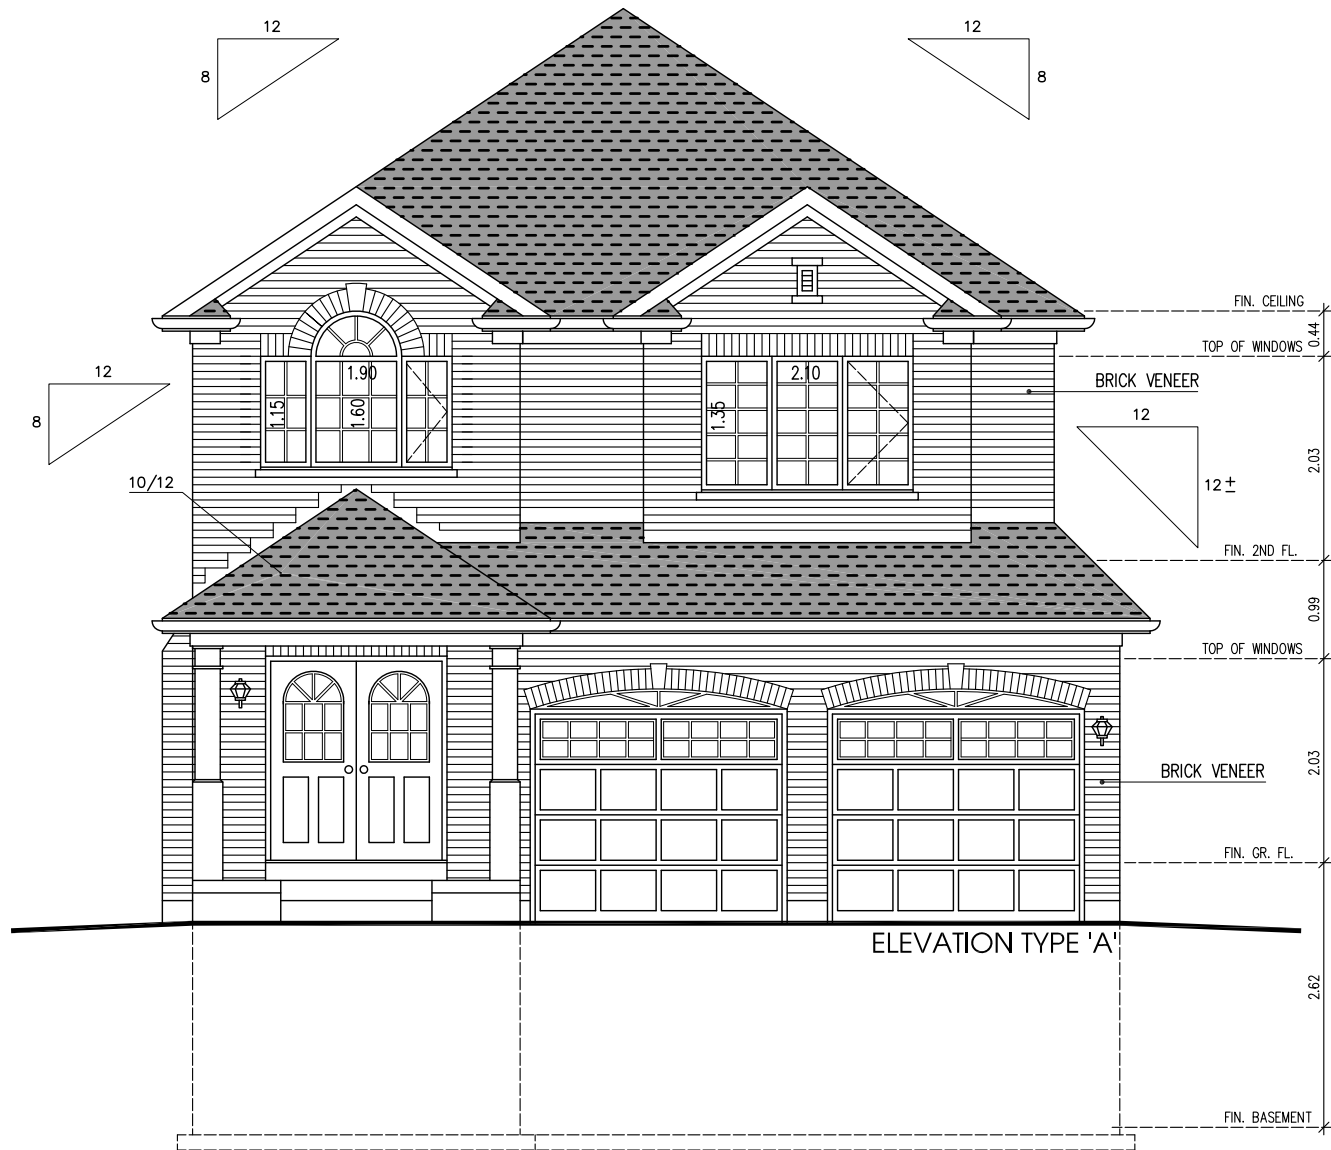 12
12
8
8
FIN. CEILING
0.44
TOP OF WINDOWS
BRICK VENEER
12
8
1.90
1.15
1.60
2.10
1.35
12
12±
2.03
10/12
FIN. 2ND FL.
0.99
TOP OF WINDOWS
BRICK VENEER
2.03
FIN. GR. FL.
ELEVATION TYPE 'A'
2.62
FIN. BASEMENT